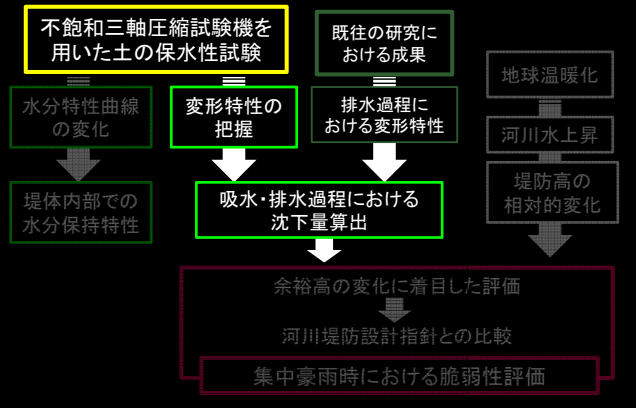 不飽和三軸圧縮試験機を
用いた土の保水性試験
既往の研究に
おける成果
地球温暖化
水分特性曲線
の変化
変形特性の
把握
排水過程に
おける変形特性
河川水上昇
堤体内部での
水分保持特性
吸水・排水過程における
沈下量算出
堤防高の
相対的変化
余裕高の変化に着目した評価
河川堤防設計指針との比較
集中豪雨時における脆弱性評価